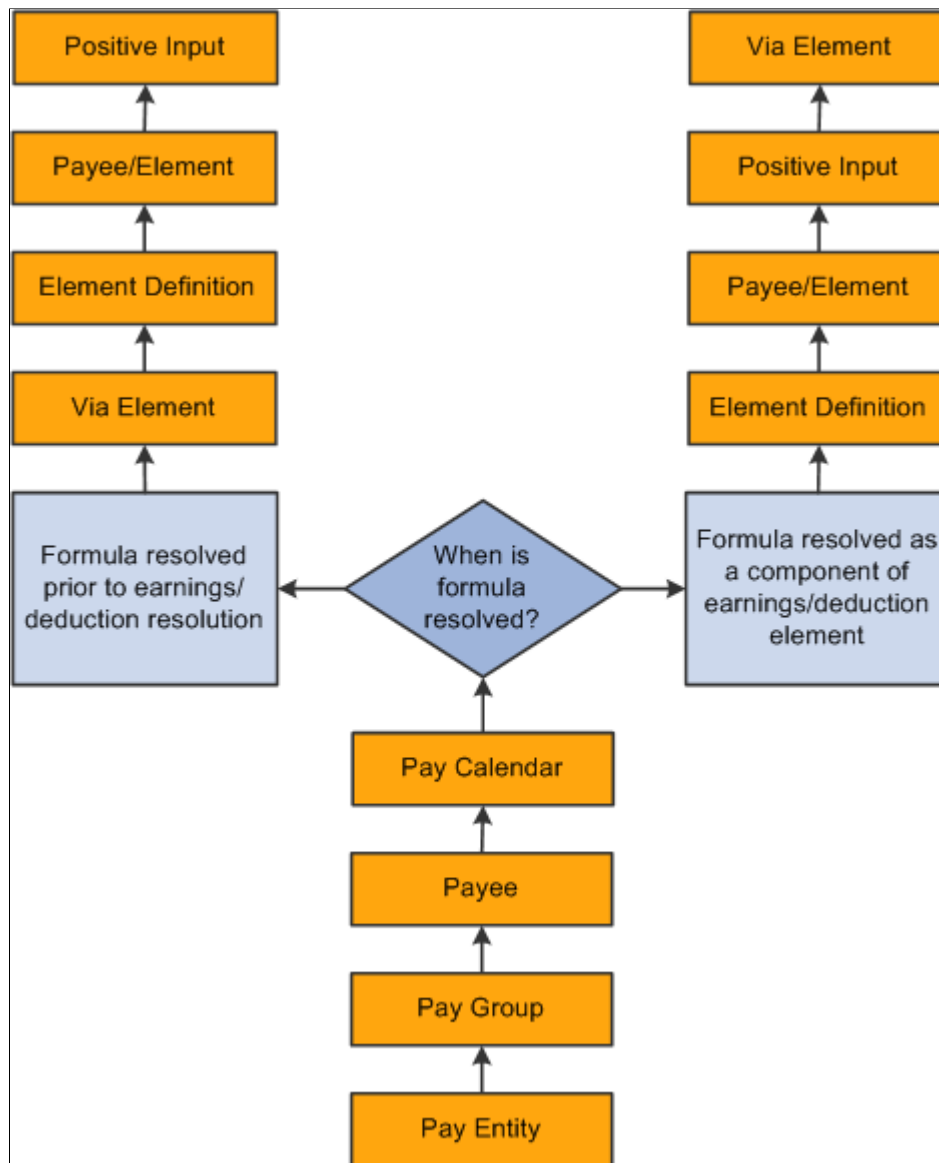 Positive Input
Via Element
Payee/Element
Positive Input
Element Definition
Payee/Element
Via Element
Element Definition
Formula resolved
prior to earnings/
deduction resolution
When is
formula
resolved?
Formula resolved as
a component of
earnings/deduction
element
Pay Calendar
Payee
Pay Group
Pay Entity